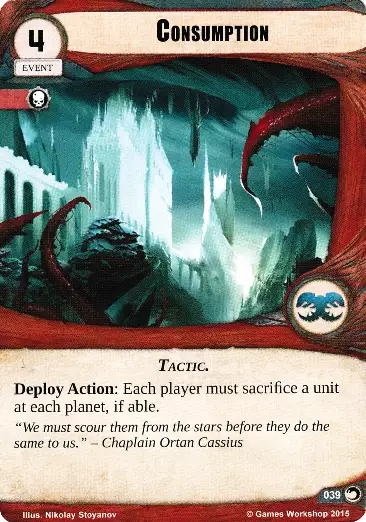 4
CONSUMPTION
EVENT
TACTIC.
Deploy Action: Each player must sacrifice a unit
at each planet, if able.
“We must scour them from the stars before they do the
same to us.” – Chaplain Ortan Cassius
039
Illus. Nikolay Stoyanov
© Games Workshop 2015